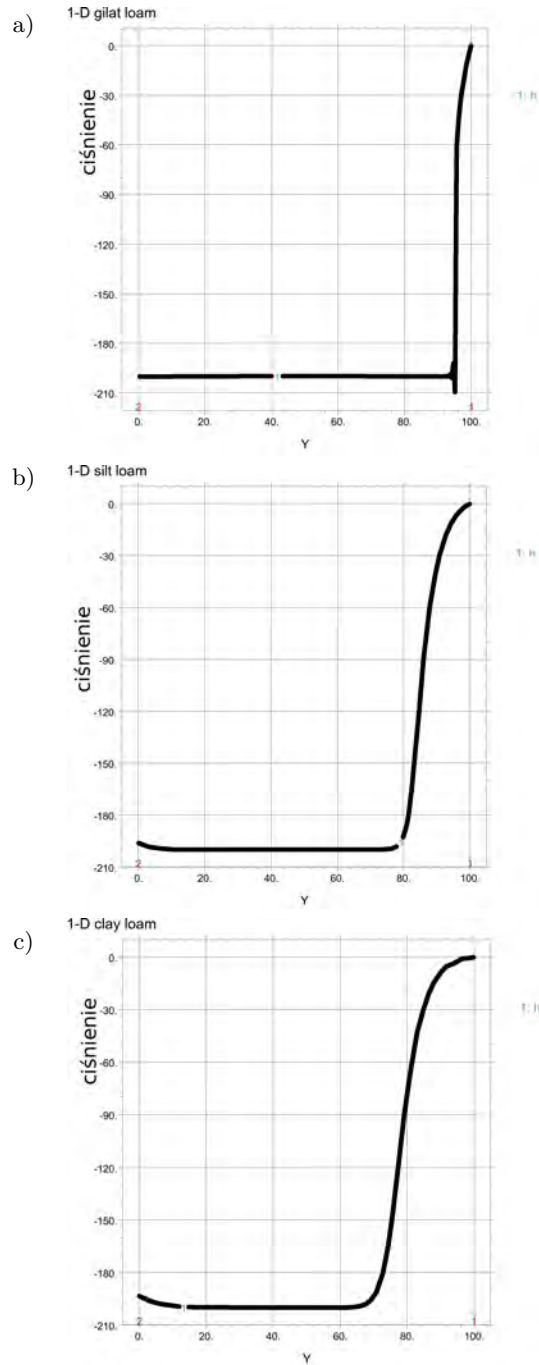 a)
1-D gilat loam
0.
-30.
-60.
-90.
-120.
-150.
-180.
-210.
ciśnienie
1: h
2
1
0. 20. 40. 60. 80. 100.
Y
b)
1-D silt loam
0.
-30.
-60.
-90.
-120.
-150.
-180.
-210.
ciśnienie
1: h
2
1
0. 20. 40. 60. 80. 100.
Y
c)
1-D clay loam
0.
-30.
-60.
-90.
-120.
-150.
-180.
-210.
ciśnienie
1: h
2
1
0. 20. 40. 60. 80. 100.
Y